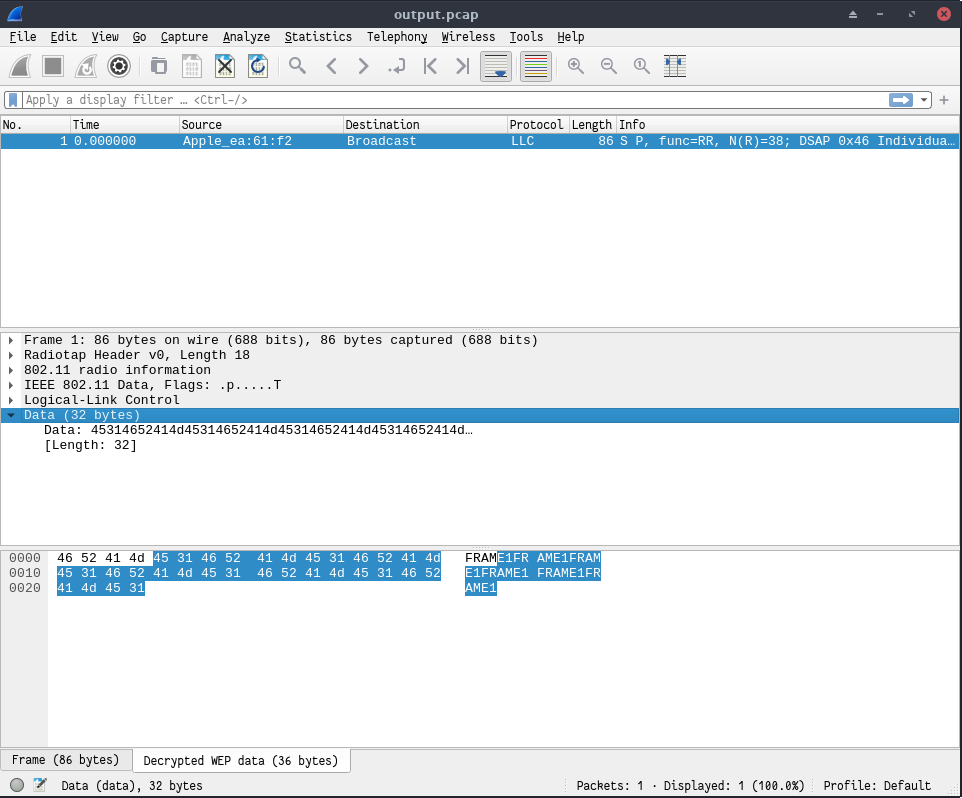 output.pcap
File Edit View Go Capture Analyze Statistics Telephony Wireless Tools Help
Apply a display filter … <Ctrl-/>
No. Time Source Destination Protocol Length Info
1 0.000000 Apple_ea:61:f2 Broadcast LLC 86 S P, func=RR, N(R)=38; DSAP 0x46 Individua…
Frame 1: 86 bytes on wire (688 bits), 86 bytes captured (688 bits)
Radiotap Header v0, Length 18
802.11 radio information
IEEE 802.11 Data, Flags: .p.....T
Logical-Link Control
Data (32 bytes)
Data: 45314652414d45314652414d45314652414d45314652414d…
[Length: 32]
0000 46 52 41 4d 45 31 46 52 41 4d 45 31 46 52 41 4d FRAME1FR AME1FRAM
0010 45 31 46 52 41 4d 45 31 46 52 41 4d 45 31 46 52 E1FRAME1 FRAME1FR
0020 41 4d 45 31 AME1
Frame (86 bytes) Decrypted WEP data (36 bytes)
Data (data), 32 bytes Packets: 1 · Displayed: 1 (100.0%) Profile: Default